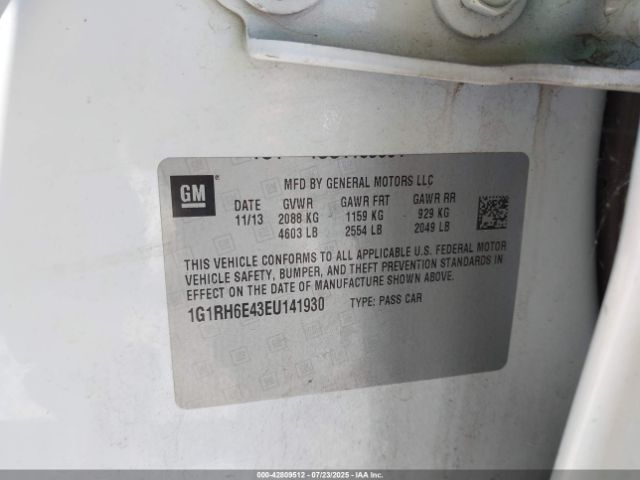 GM
MFD BY GENERAL MOTORS LLC
DATE GVWR GAWR FRT GAWR RR
11/13 2088 KG 1159 KG 929 KG
4603 LB 2554 LB 2049 LB
THIS VEHICLE CONFORMS TO ALL APPLICABLE U.S. FEDERAL MOTOR
VEHICLE SAFETY, BUMPER, AND THEFT PREVENTION STANDARDS IN
EFFECT ON THE DATE OF MANUFACTURE SHOWN ABOVE.
1G1RH6E43EU141930 TYPE: PASS CAR
000-42809512 - 07/23/2025 - COPYRIGHT IAA